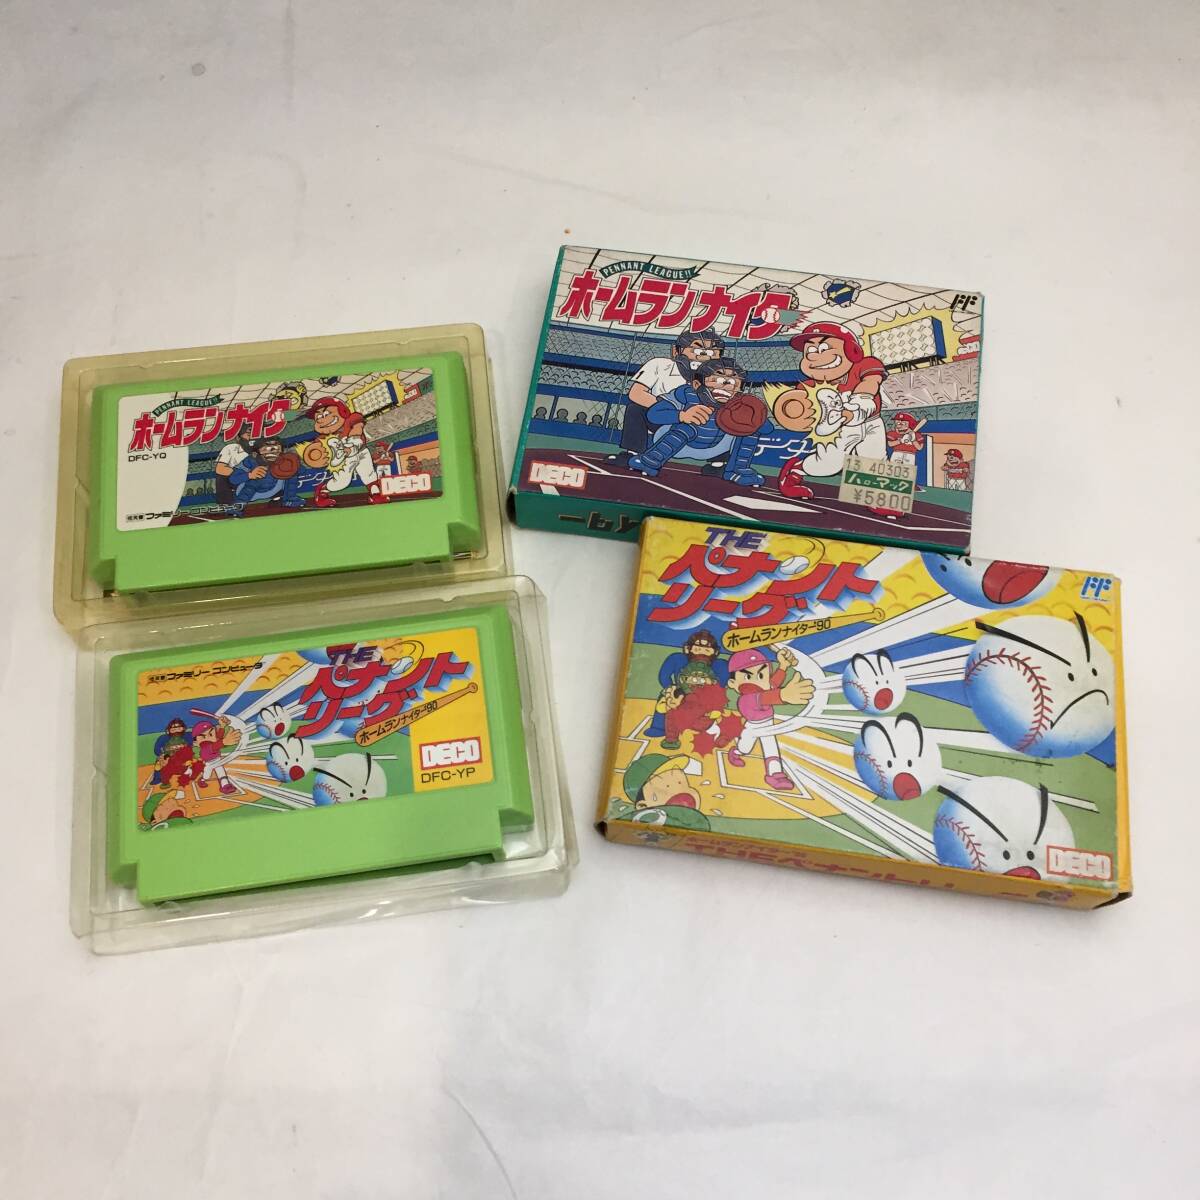 PENNANT LEAGUE!!
ホームランナイター
DFC-YQ
DECO
ファミリーコンピュータ
PENNANT LEAGUE!!
ホームランナイター
DECO
13 40303
ハローマック
¥5800
ファミリーコンピュータ
THE
ペナント
リーグ
ホームランナイター'90
DECO
DFC-YP
THE
ペナント
リーグ
ホームランナイター'90
DECO